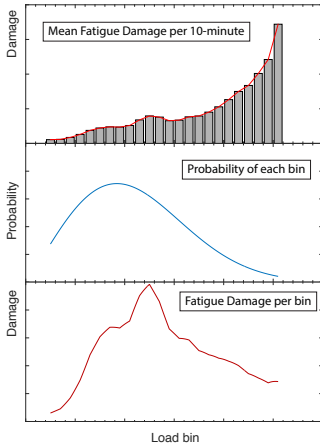 Damage
Mean Fatigue Damage per 10-minute
Probability
Probability of each bin
Damage
Fatigue Damage per bin
Load bin